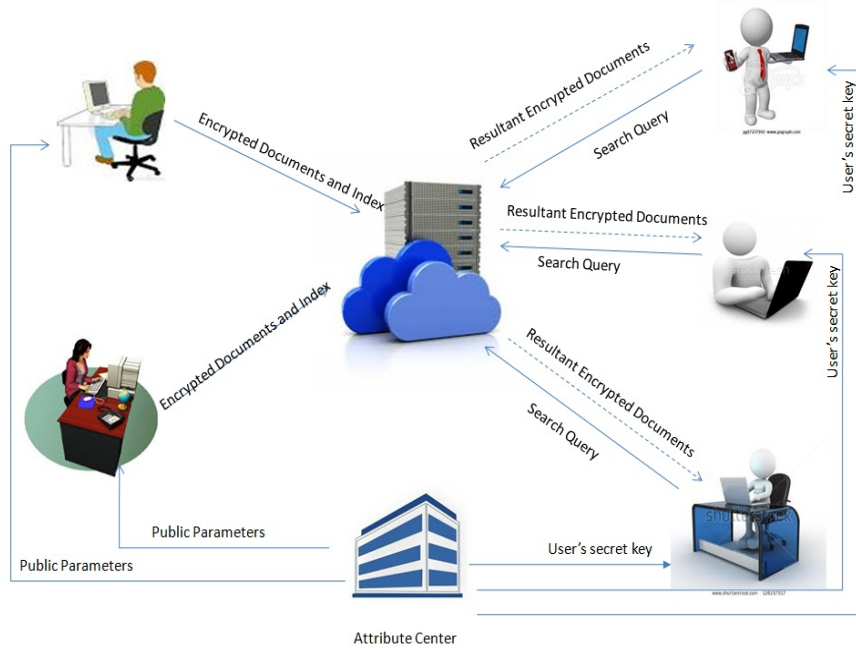 Resultant Encrypted Documents
Search Query
User's secret key
Encrypted Documents and Index
Resultant Encrypted Documents
Search Query
User's secret key
Encrypted Documents and Index
Resultant Encrypted Documents
Search Query
shutterstock
Public Parameters
User's secret key
Public Parameters
Attribute Center